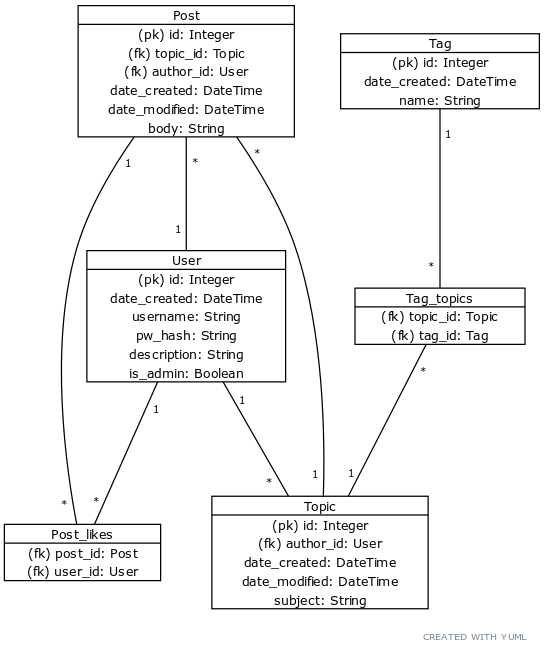 Post
(pk) id: Integer
(fk) topic_id: Topic
(fk) author_id: User
date_created: DateTime
date_modified: DateTime
body: String
Tag
(pk) id: Integer
date_created: DateTime
name: String
1
*
*
1
1
*
User
(pk) id: Integer
date_created: DateTime
username: String
pw_hash: String
description: String
is_admin: Boolean
Tag_topics
(fk) topic_id: Topic
(fk) tag_id: Tag
*
1
1
*
*
1
1
*
*
Post_likes
(fk) post_id: Post
(fk) user_id: User
Topic
(pk) id: Integer
(fk) author_id: User
date_created: DateTime
date_modified: DateTime
subject: String
CREATED WITH YUML